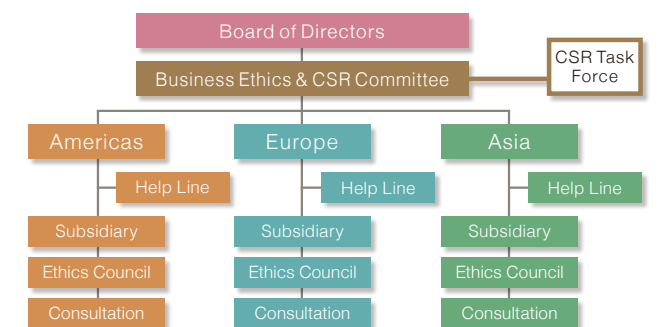 Board of Directors
Business Ethics & CSR Committee
CSR Task
Force
Americas
Europe
Asia
Help Line
Help Line
Help Line
Subsidiary
Subsidiary
Subsidiary
Ethics Council
Ethics Council
Ethics Council
Consultation
Consultation
Consultation